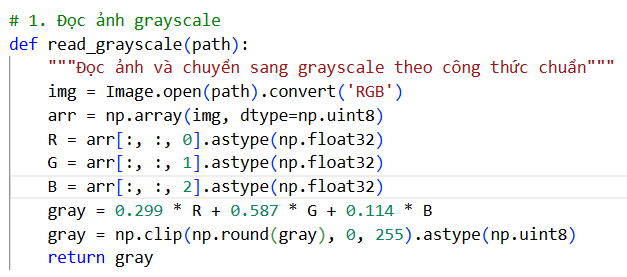 # 1. Đọc ảnh grayscale
def read_grayscale(path):
    """Đọc ảnh và chuyển sang grayscale theo công thức chuẩn"""
    img = Image.open(path).convert('RGB')
    arr = np.array(img, dtype=np.uint8)
    R = arr[:, :, 0].astype(np.float32)
    G = arr[:, :, 1].astype(np.float32)
    B = arr[:, :, 2].astype(np.float32)
    gray = 0.299 * R + 0.587 * G + 0.114 * B
    gray = np.clip(np.round(gray), 0, 255).astype(np.uint8)
    return gray